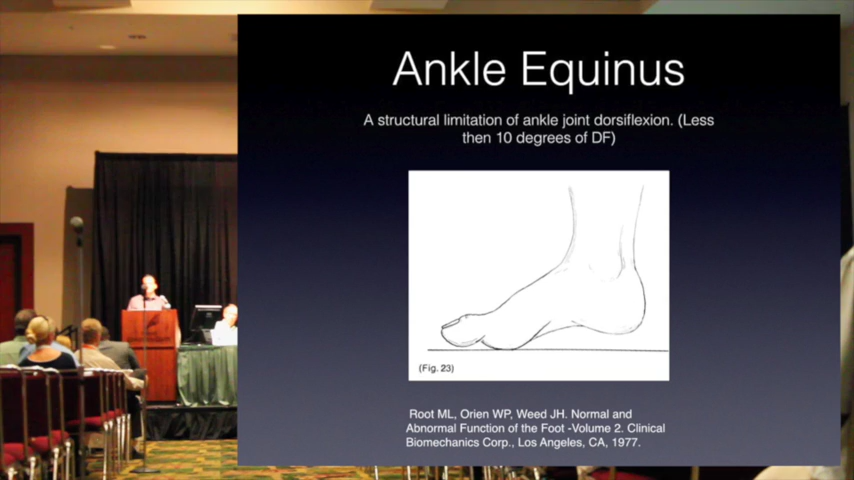 Ankle Equinus
A structural limitation of ankle joint dorsiflexion. (Less
then 10 degrees of DF)
(Fig. 23)
Root ML, Orien WP, Weed JH. Normal and
Abnormal Function of the Foot -Volume 2. Clinical
Biomechanics Corp., Los Angeles, CA, 1977.